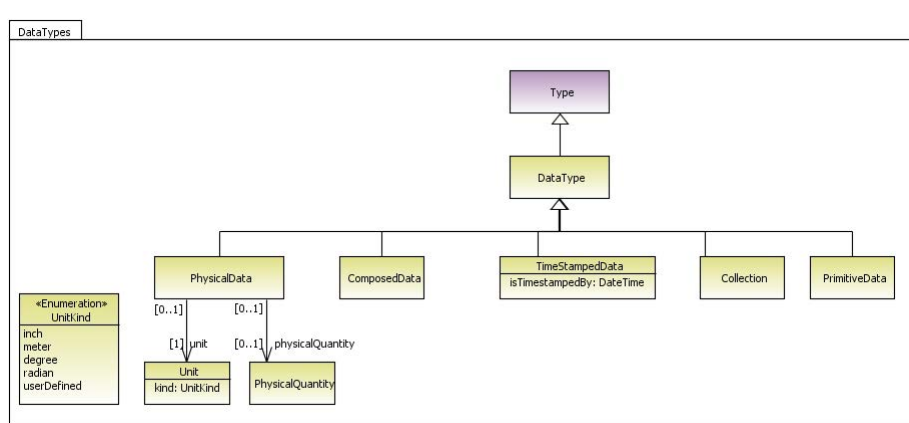 DataTypes
Type
DataType
PhysicalData
ComposedData
TimeStampedData
isTimestampedBy: DateTime
Collection
PrimitiveData
«Enumeration»
UnitKind
inch
meter
degree
radian
userDefined
[0..1]
[0..1]
[1] unit
[0..1] physicalQuantity
Unit
kind: UnitKind
PhysicalQuantity